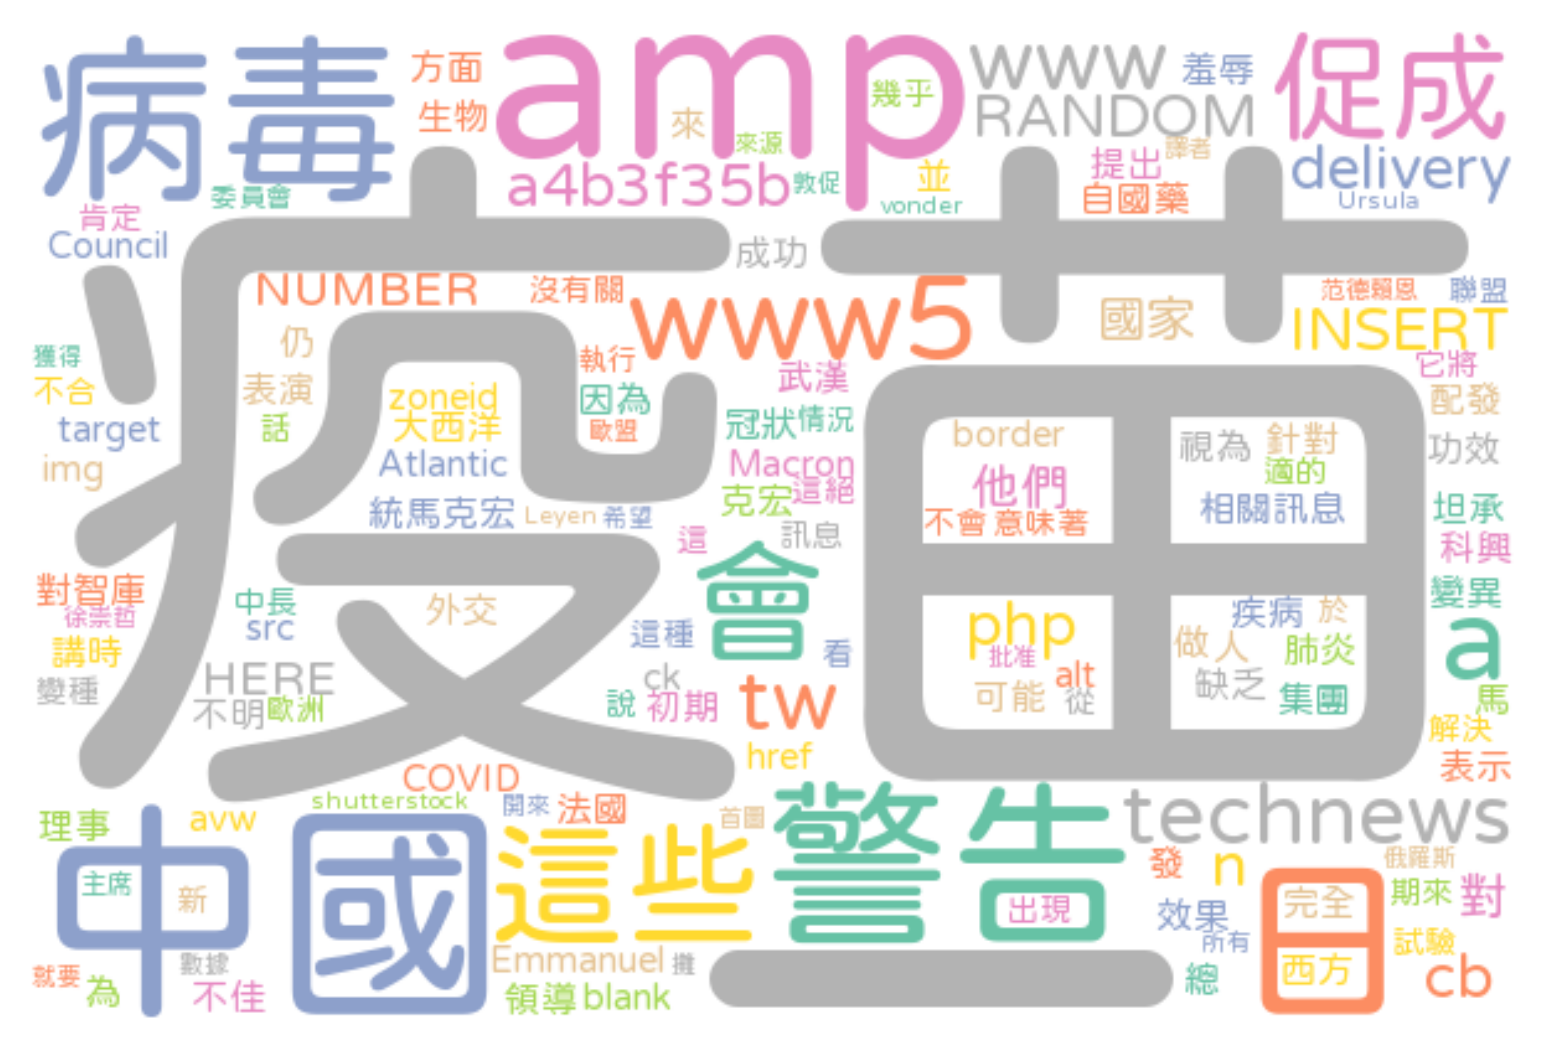 病毒
方面
生物
amp
幾乎
來
來源
www
RANDOM
羞辱
促成
譯者
提出
delivery
委員會
a4b3f35b
敦促
並
自國藥
Ursula
vonder
肯定
Council
疫苗
成功
NUMBER
沒有關
www5
國家
范德賴恩
聯盟
INSERT
仍
獲得
執行
武漢
它將
不合
表演
zoneid
因為
配發
大西洋
冠狀
情況
target
話
歐盟
border
視為
針對
功效
img
Atlantic
Macron
他們
適的
克宏
這絕
統馬克宏
Leyen
希望
不會
意味著
相關訊息
坦承
這
訊息
科興
會
對智庫
中長
外交
疾病
於
變異
徐崇哲
src
php
a
講時
這種
看
批准
做人
肺炎
HERE
ck
alt
變種
不明
歐洲
說
初期
tw
可能
從
缺乏
集團
馬
解決
href
COVID
表示
shutterstock
開來
法國
首圖
警告
technews
理事
avw
中國
這些
發
n
俄羅斯
主席
新
出現
效果
日
完全
期來
對
所有
試驗
Emmanuel
攤
一
西方
就要
為
數據
不佳
領導
blank
總
cb